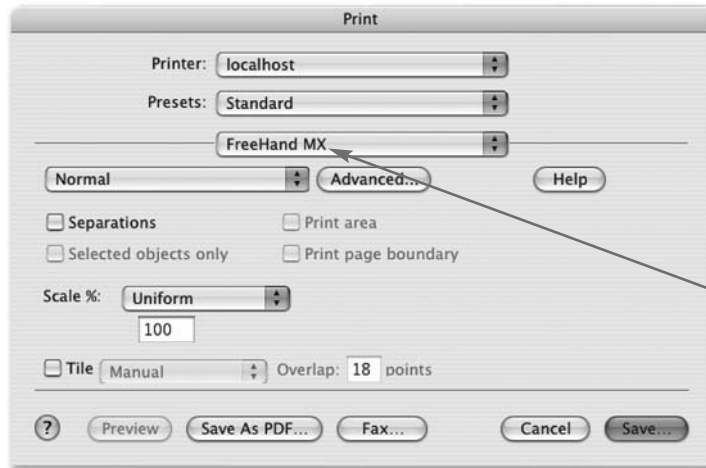 Print
Printer: localhost
Presets: Standard
FreeHand MX
Normal Advanced... Help
Separations Print area
Selected objects only Print page boundary
Scale %: Uniform
100
Tile Manual Overlap: 18 points
? Preview Save As PDF... Fax... Cancel Save...